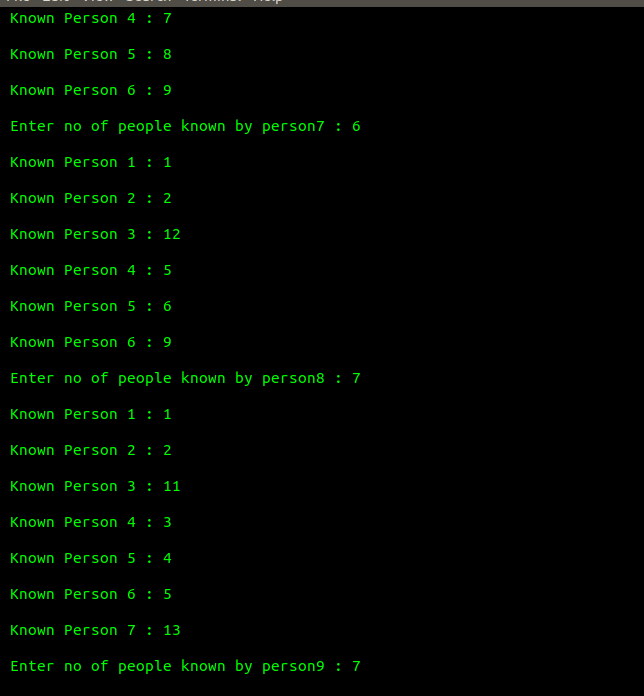 Known Person 4 : 7
Known Person 5 : 8
Known Person 6 : 9
Enter no of people known by person7 : 6
Known Person 1 : 1
Known Person 2 : 2
Known Person 3 : 12
Known Person 4 : 5
Known Person 5 : 6
Known Person 6 : 9
Enter no of people known by person8 : 7
Known Person 1 : 1
Known Person 2 : 2
Known Person 3 : 11
Known Person 4 : 3
Known Person 5 : 4
Known Person 6 : 5
Known Person 7 : 13
Enter no of people known by person9 : 7